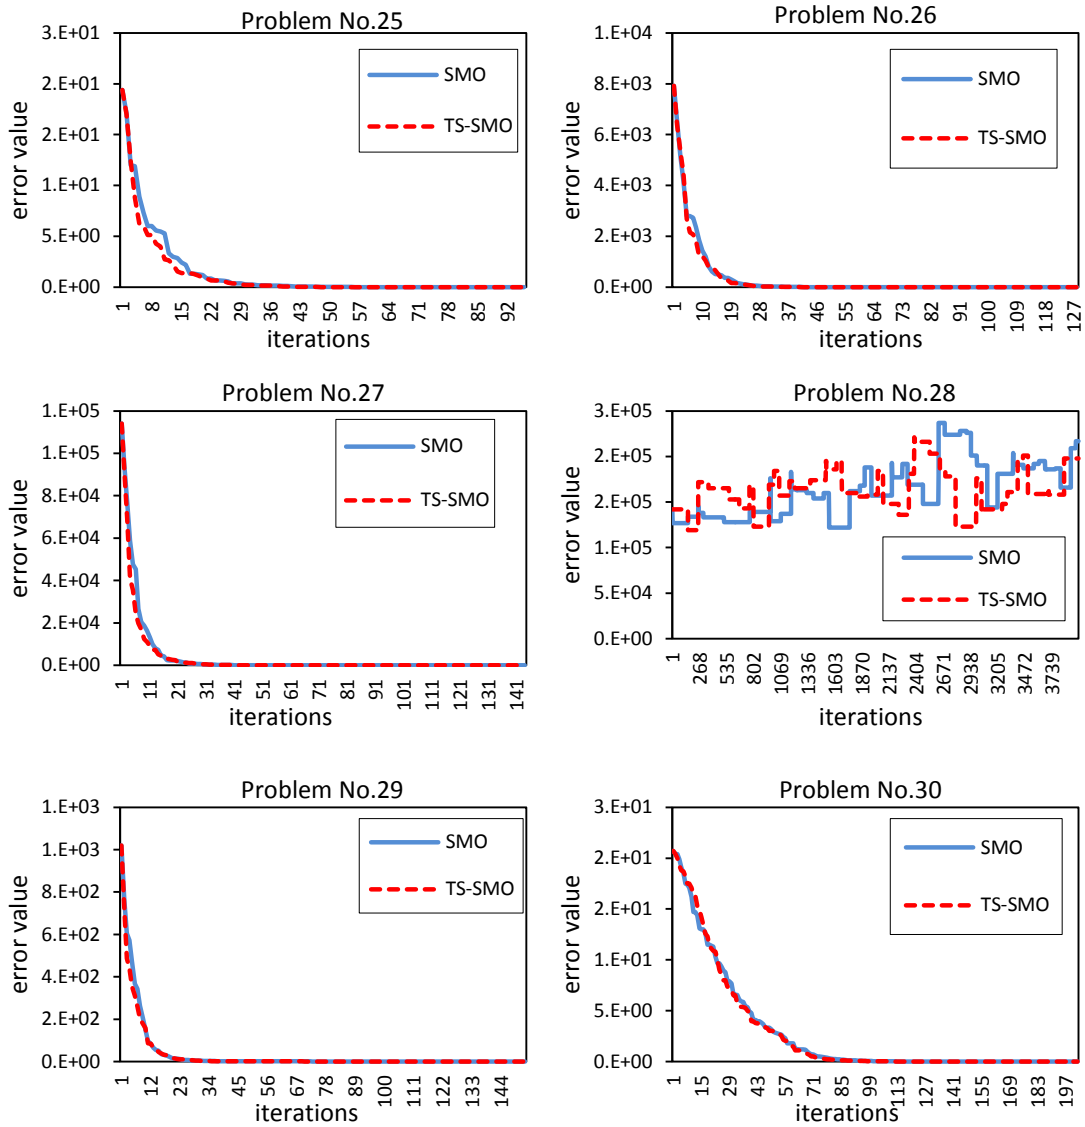 Problem No.25
3.E+01
2.E+01
2.E+01
1.E+01
5.E+00
0.E+00
error value
SMO
TS-SMO
1 8 15 22 29 36 43 50 57 64 71 78 85 92
iterations
Problem No.26
1.E+04
8.E+03
6.E+03
4.E+03
2.E+03
0.E+00
error value
SMO
TS-SMO
1 10 19 28 37 46 55 64 73 82 91 100 109 118 127
iterations
Problem No.27
1.E+05
1.E+05
8.E+04
6.E+04
4.E+04
2.E+04
0.E+00
error value
SMO
TS-SMO
1 11 21 31 41 51 61 71 81 91 101 111 121 131 141
iterations
Problem No.28
3.E+05
2.E+05
2.E+05
1.E+05
5.E+04
0.E+00
error value
SMO
TS-SMO
1 268 535 802 1069 1336 1603 1870 2137 2404 2671 2938 3205 3472 3739
iterations
Problem No.29
1.E+03
1.E+03
8.E+02
6.E+02
4.E+02
2.E+02
0.E+00
error value
SMO
TS-SMO
1 12 23 34 45 56 67 78 89 100 111 122 133 144
iterations
Problem No.30
3.E+01
2.E+01
2.E+01
1.E+01
5.E+00
0.E+00
error value
SMO
TS-SMO
1 15 29 43 57 71 85 99 113 127 141 155 169 183 197
iterations